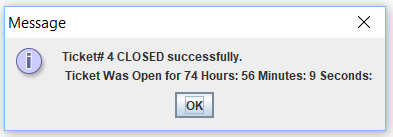 Message
Ticket# 4 CLOSED successfully.
Ticket Was Open for 74 Hours: 56 Minutes: 9 Seconds:
OK